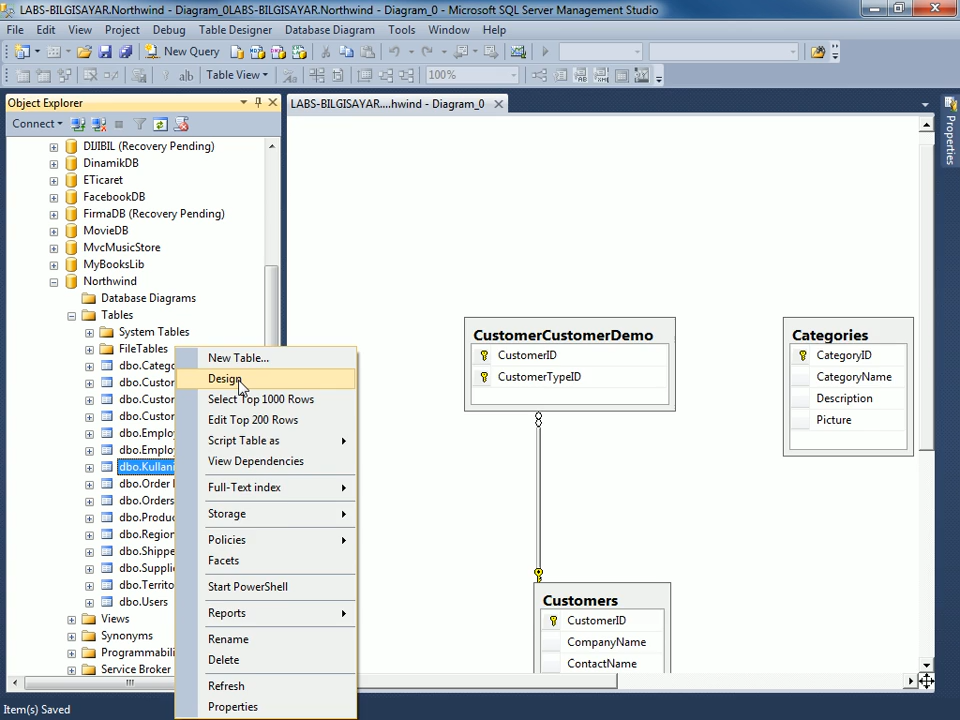 LABS-BILGISAYAR.Northwind - Diagram_0LABS-BILGISAYAR.Northwind - Diagram_0 - Microsoft SQL Server Management Studio
File Edit View Project Debug Table Designer Database Diagram Tools Window Help
New Query
Table View 100%
Object Explorer
Connect
DIJIBIL (Recovery Pending)
DinamikDB
ETicaret
FacebookDB
FirmaDB (Recovery Pending)
MovieDB
MvcMusicStore
MyBooksLib
Northwind
Database Diagrams
Tables
System Tables
FileTables
dbo.Categ
dbo.Custor
dbo.Custor
dbo.Custor
dbo.Emplo
dbo.Emplo
dbo.Kullani
dbo.Order
dbo.Orders
dbo.Produc
dbo.Region
dbo.Shippe
dbo.Supplie
dbo.Territo
dbo.Users
Views
Synonyms
Programmabili
Service Broker
New Table...
Design
Select Top 1000 Rows
Edit Top 200 Rows
Script Table as
View Dependencies
Full-Text index
Storage
Policies
Facets
Start PowerShell
Reports
Rename
Delete
Refresh
Properties
LABS-BILGISAYAR....hwind - Diagram_0
CustomerCustomerDemo
CustomerID
CustomerTypeID
Categories
CategoryID
CategoryName
Description
Picture
Customers
CustomerID
CompanyName
ContactName
Properties
Item(s) Saved